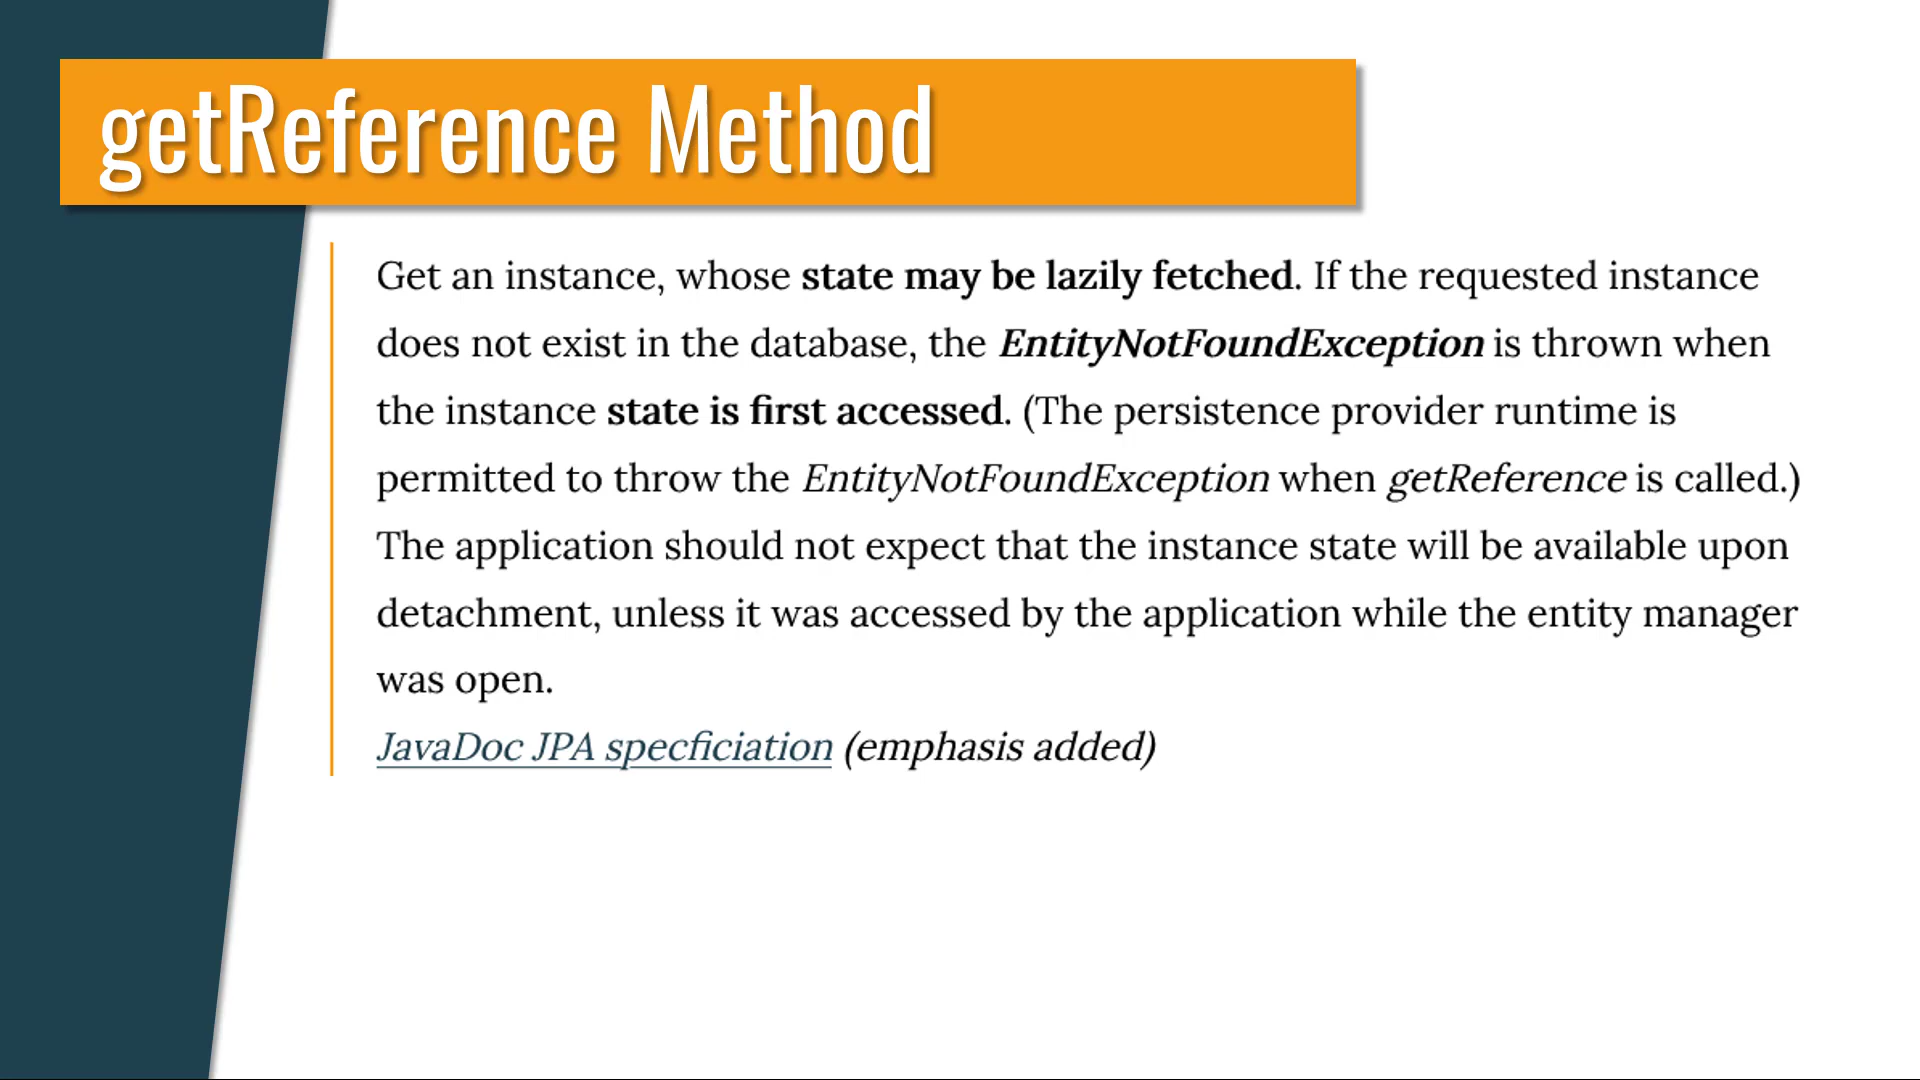 getReference Method
Get an instance, whose state may be lazily fetched. If the requested instance
does not exist in the database, the EntityNotFoundException is thrown when
the instance state is first accessed. (The persistence provider runtime is
permitted to throw the EntityNotFoundException when getReference is called.)
The application should not expect that the instance state will be available upon
detachment, unless it was accessed by the application while the entity manager
was open.
JavaDoc JPA specficiation (emphasis added)